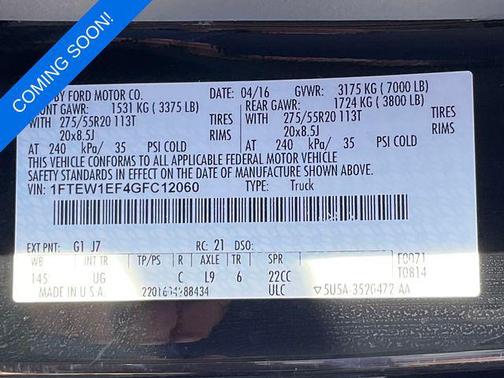 COMING SOON!
BY FORD MOTOR CO. DATE: 04/16 GVWR: 3175 KG (7000 LB)
FRONT GAWR: 1531 KG (3375 LB) REAR GAWR: 1724 KG (3800 LB)
WITH 275/55R20 113T TIRES WITH 275/55R20 113T TIRES
20x8.5J RIMS 20x8.5J RIMS
AT 240 kPa/ 35 PSI COLD AT 240 kPa/ 35 PSI COLD
THIS VEHICLE CONFORMS TO ALL APPLICABLE FEDERAL MOTOR VEHICLE
SAFETY STANDARDS IN EFFECT ON THE DATE OF MANUFACTURE SHOWN ABOVE.
VIN: 1FTEW1EF4GFC12060 TYPE: Truck
EXT PNT: G1 J7 RC: 21 DSO:
WB TP/PS R AXLE TR SPR F0071
145 UG C L9 6 22CC T0814
MADE IN U.S.A. ULC ▽ 5U5A 3520472 AA